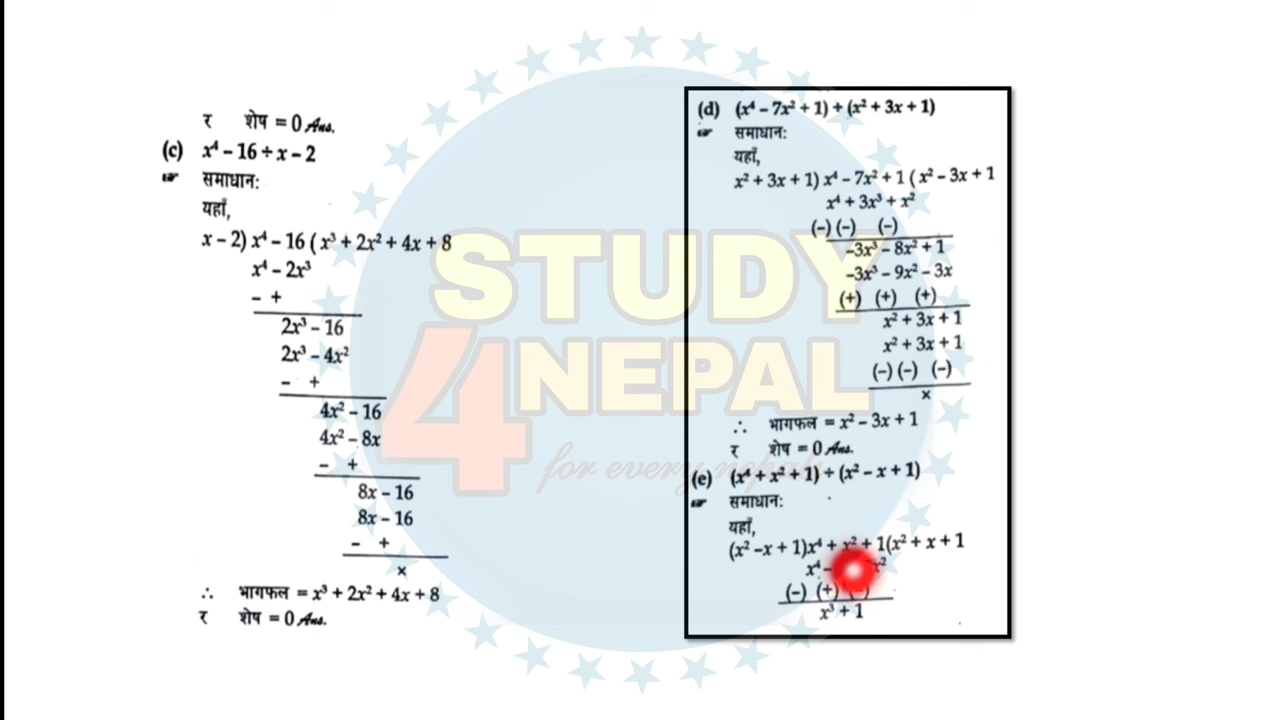 र शेष = 0 Ans.
(c) x⁴ – 16 ÷ x – 2
☞ समाधान:
यहाँ,
x – 2) x⁴ – 16 ( x³ + 2x² + 4x + 8
x⁴ – 2x³
– +
2x³ – 16
2x³ – 4x²
– +
4x² – 16
4x² – 8x
– +
8x – 16
8x – 16
– +
×
∴ भागफल = x³ + 2x² + 4x + 8
र शेष = 0 Ans.
(d) (x⁴ – 7x² + 1) ÷ (x² + 3x + 1)
☞ समाधान:
यहाँ,
x² + 3x + 1) x⁴ – 7x² + 1 ( x² – 3x + 1
x⁴ + 3x³ + x²
(–) (–) (–)
–3x³ – 8x² + 1
–3x³ – 9x² – 3x
(+) (+) (+)
x² + 3x + 1
x² + 3x + 1
(–) (–) (–)
×
∴ भागफल = x² – 3x + 1
र शेष = 0 Ans.
(e) (x⁴ + x² + 1) ÷ (x² – x + 1)
☞ समाधान:
यहाँ,
(x² –x + 1)x⁴ + x² + 1(x² + x + 1
x⁴ – x²
(–) (+) (–)
x³ + 1
STUDY
4 NEPAL
for every nepali